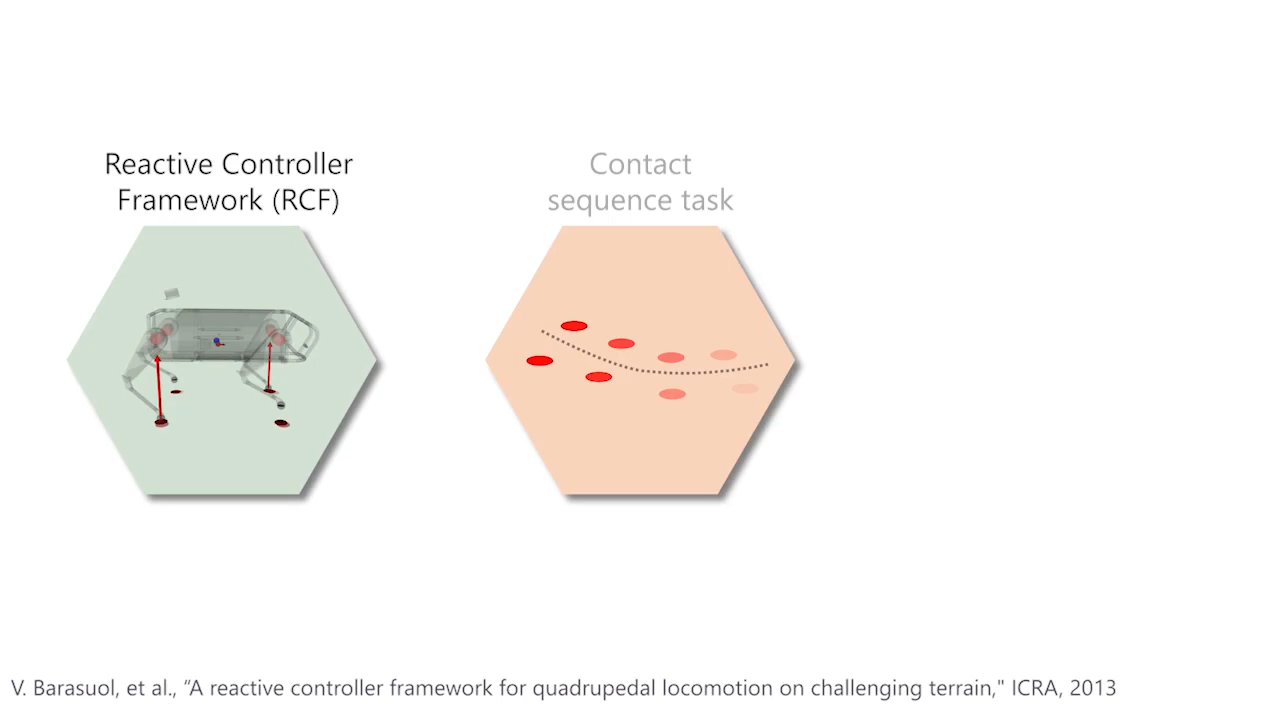 Reactive Controller
Framework (RCF)
Contact
sequence task
V. Barasuol, et al., “A reactive controller framework for quadrupedal locomotion on challenging terrain," ICRA, 2013